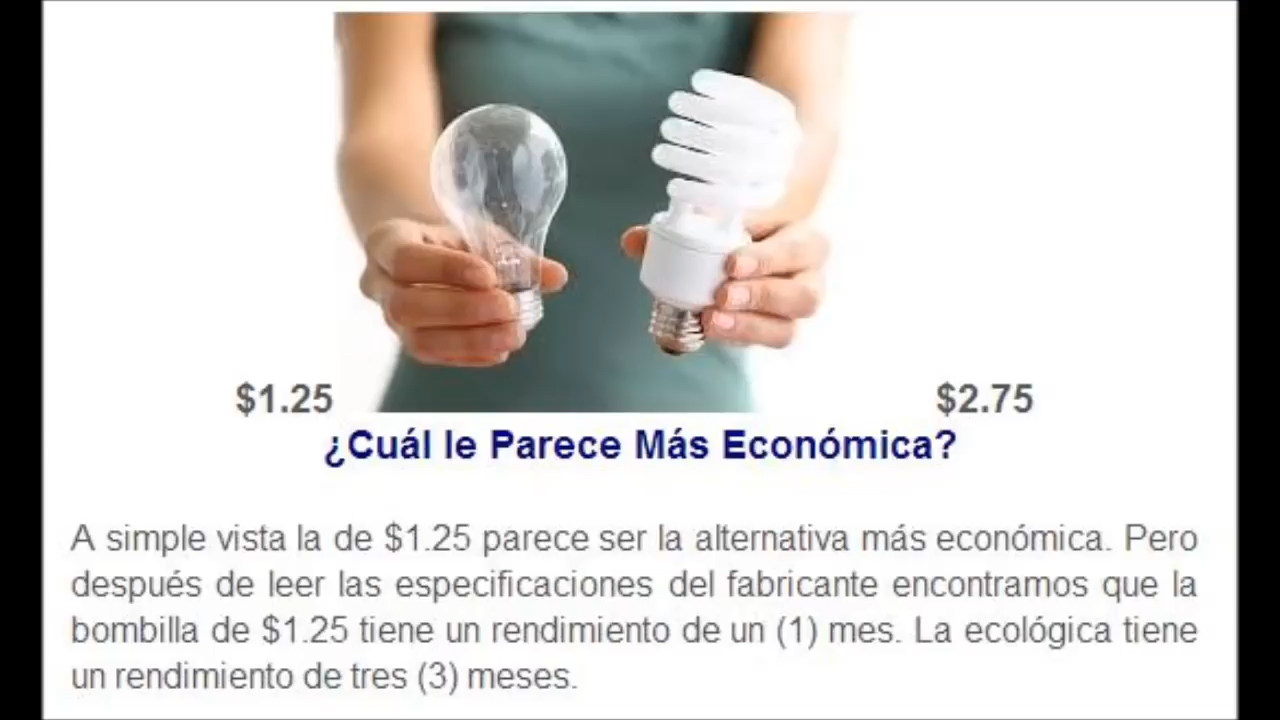 $1.25
$2.75
¿Cuál le Parece Más Económica?
A simple vista la de $1.25 parece ser la alternativa más económica. Pero
después de leer las especificaciones del fabricante encontramos que la
bombilla de $1.25 tiene un rendimiento de un (1) mes. La ecológica tiene
un rendimiento de tres (3) meses.